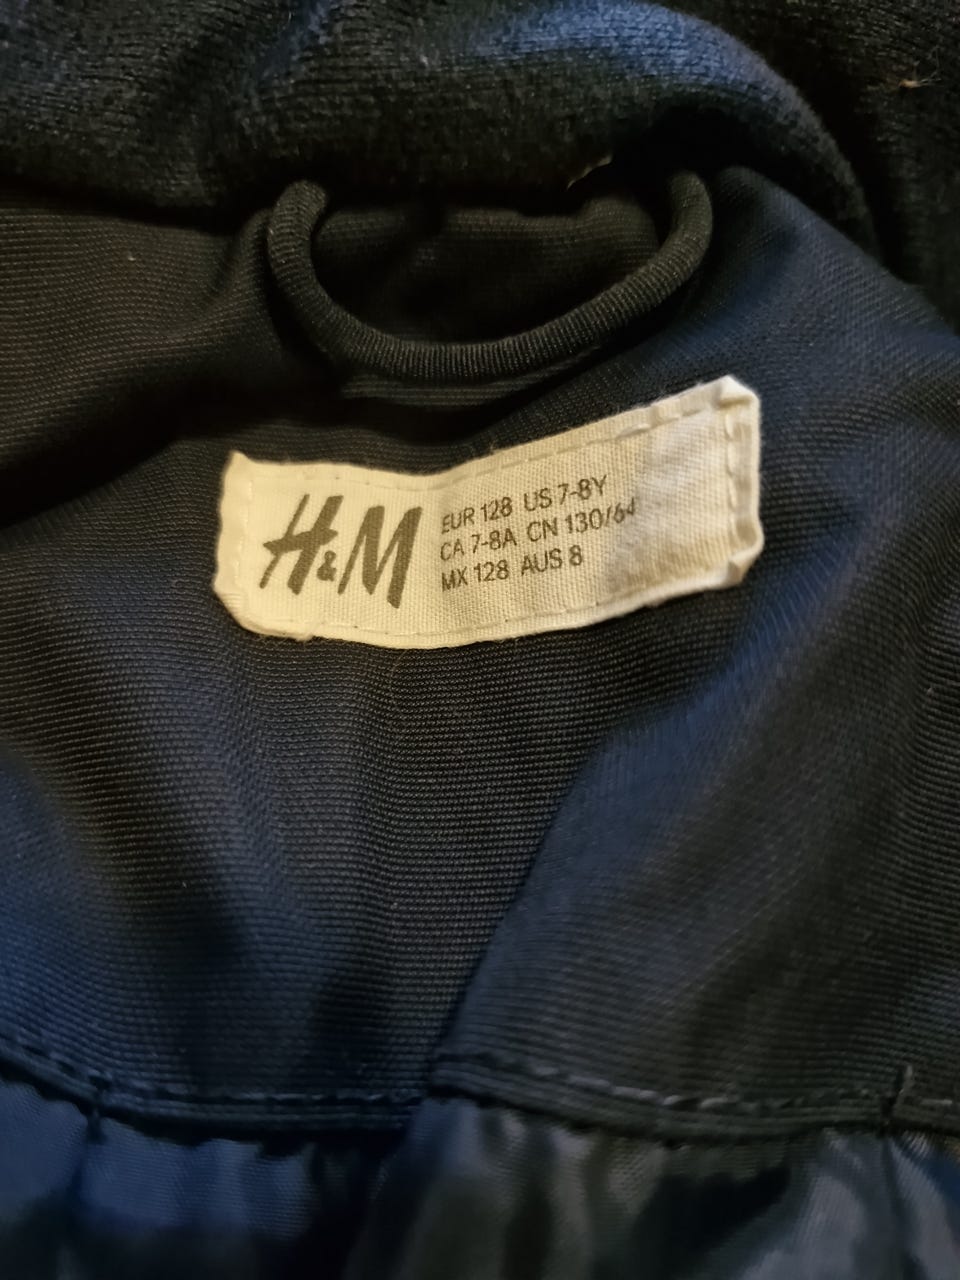 H&M
EUR 128 US 7-8Y
CA 7-8A CN 130/64
MX 128 AUS 8